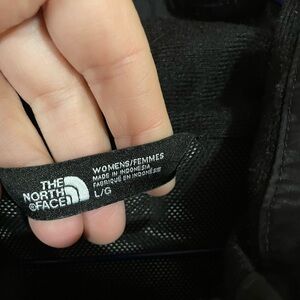 THE
NORTH
FACE
WOMENS/FEMMES
MADE IN INDONESIA
FABRIQUÉ EN INDONÉSIE
L/G